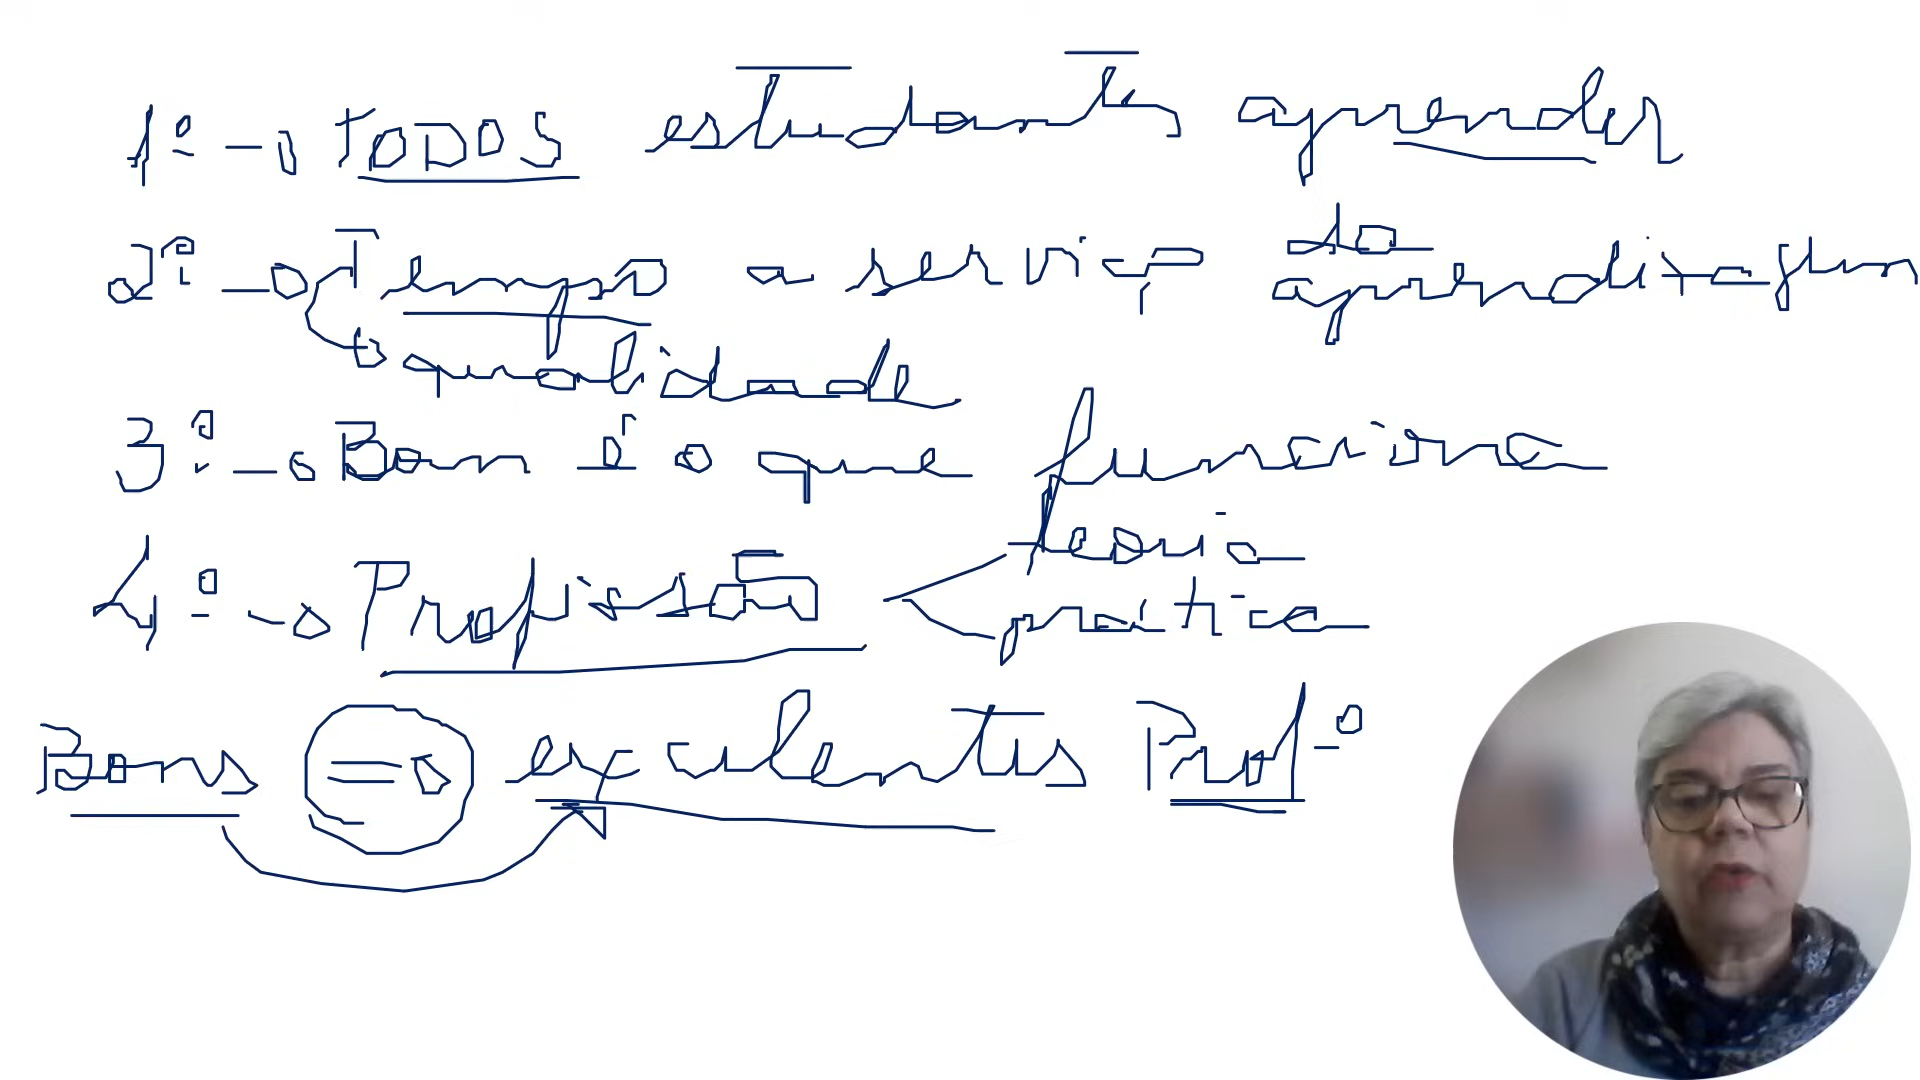 1º → TODOS estudantes aprender
2º → Tempo a serviço da aprendizagem
→ qualidade
3º → Bom é o que funciona
4º → Profissão teoria
prática
Bons ⇒ excelentes Prof.º